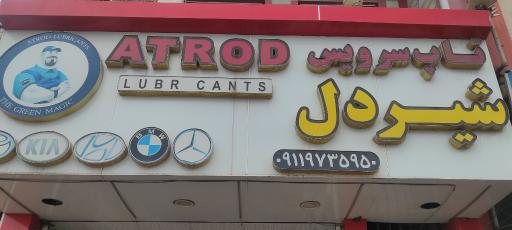 ATROD LUBRICANTS
THE GREEN MAGIC
ATROD
LUBR CANTS
تاپ سرویس
شیردل
۰۹۱۱۹۷۳۵۹۵۰
KIA
BMW